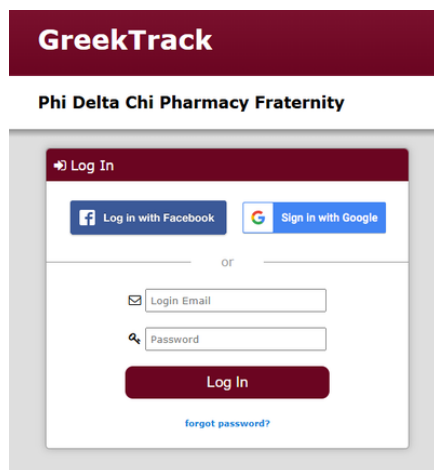 GreekTrack
Phi Delta Chi Pharmacy Fraternity
Log In
Log in with Facebook
Sign in with Google
or
Login Email
Password
Log In
forgot password?